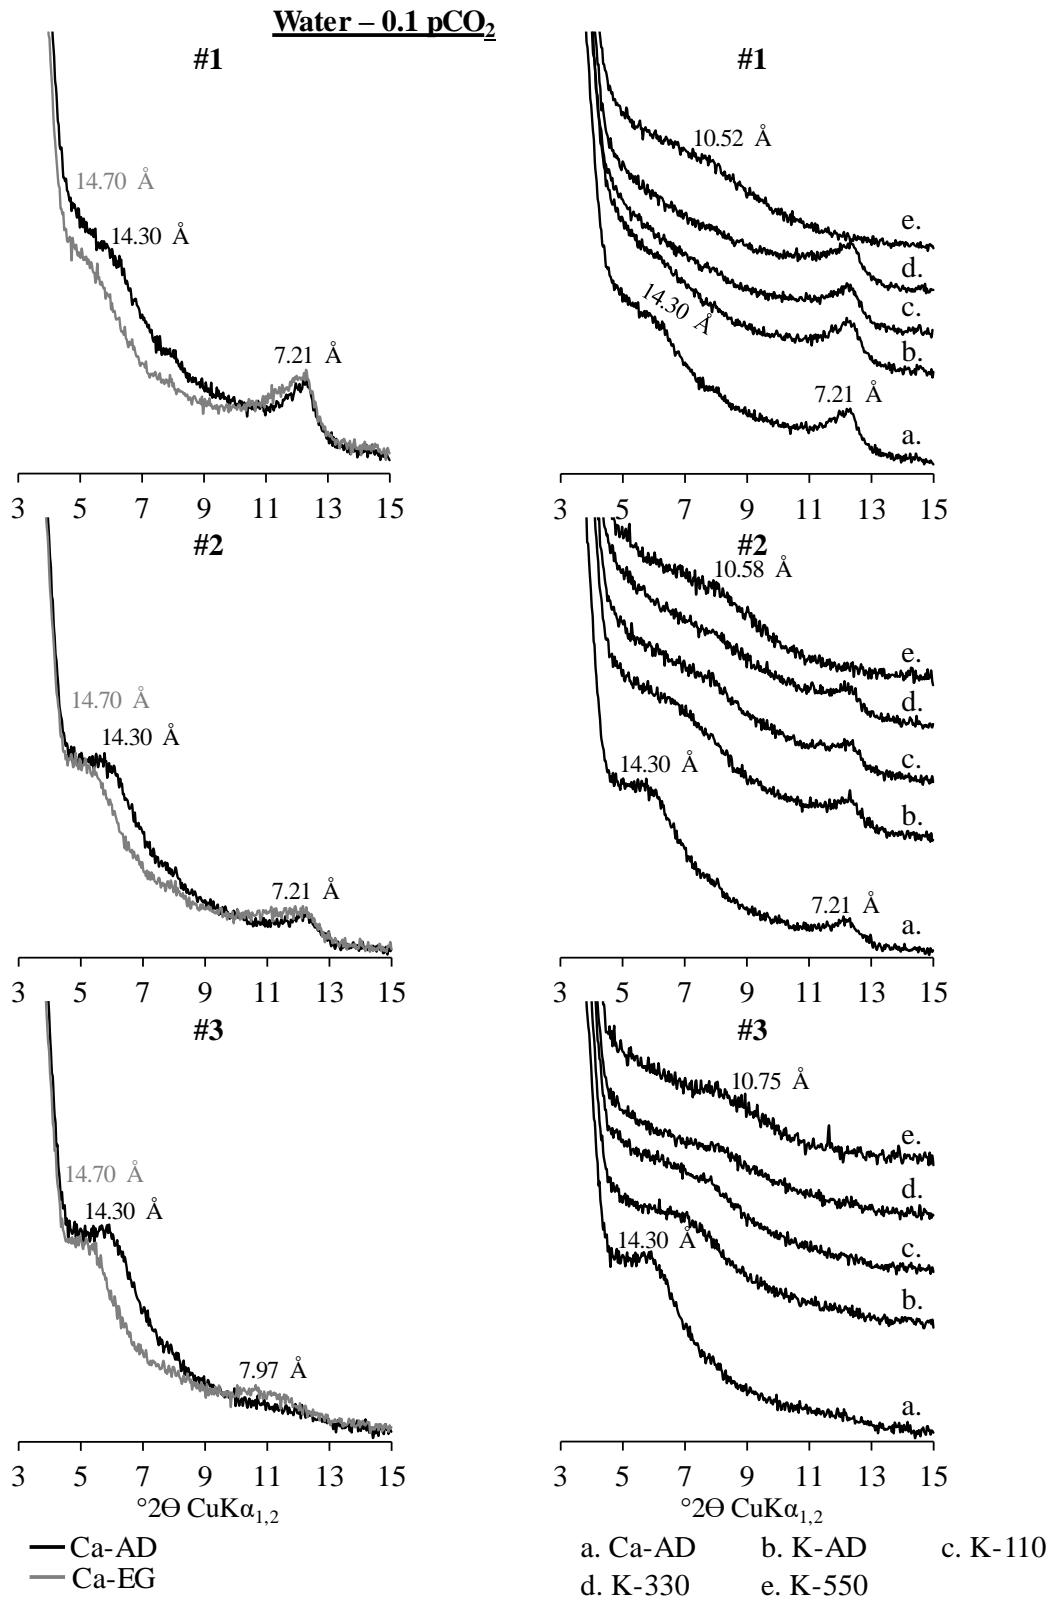 Water – 0.1 pCO2
#1
14.70 Å
14.30 Å
7.21 Å
3 5 7 9 11 13 15
#1
10.52 Å
e.
d.
14.30 Å
c.
b.
7.21 Å
a.
3 5 7 9 11 13 15
#2
14.70 Å
14.30 Å
7.21 Å
3 5 7 9 11 13 15
#2
10.58 Å
e.
d.
14.30 Å
c.
b.
7.21 Å
a.
3 5 7 9 11 13 15
#3
14.70 Å
14.30 Å
7.97 Å
3 5 7 9 11 13 15
°2Θ CuKα1,2
#3
10.75 Å
e.
d.
14.30 Å
c.
b.
a.
3 5 7 9 11 13 15
°2Θ CuKα1,2
Ca-AD
Ca-EG
a. Ca-AD b. K-AD c. K-110
d. K-330 e. K-550